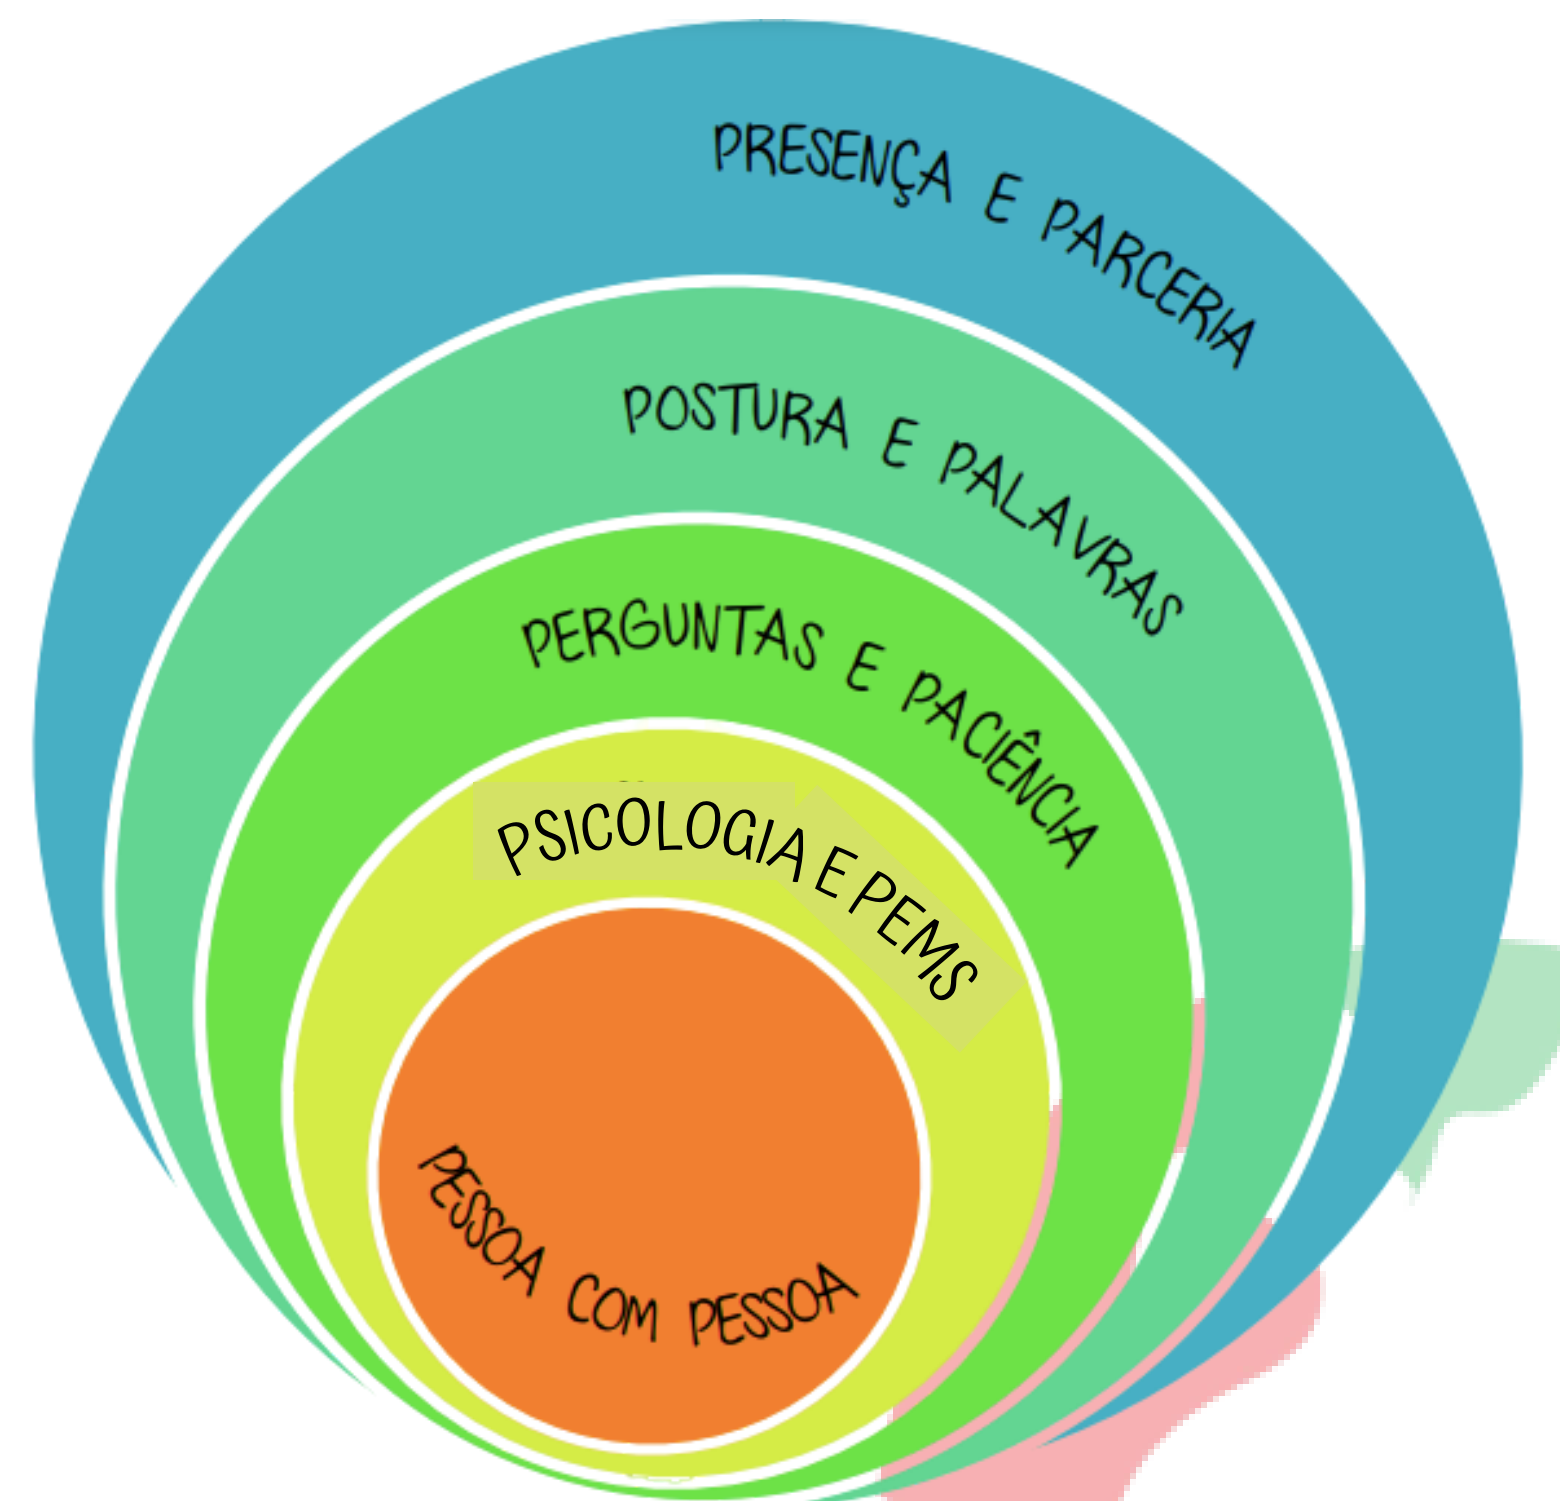 PRESENÇA E PARCERIA
POSTURA E PALAVRAS
PERGUNTAS E PACIÊNCIA
PSICOLOGIA E PEMS
PESSOA COM PESSOA